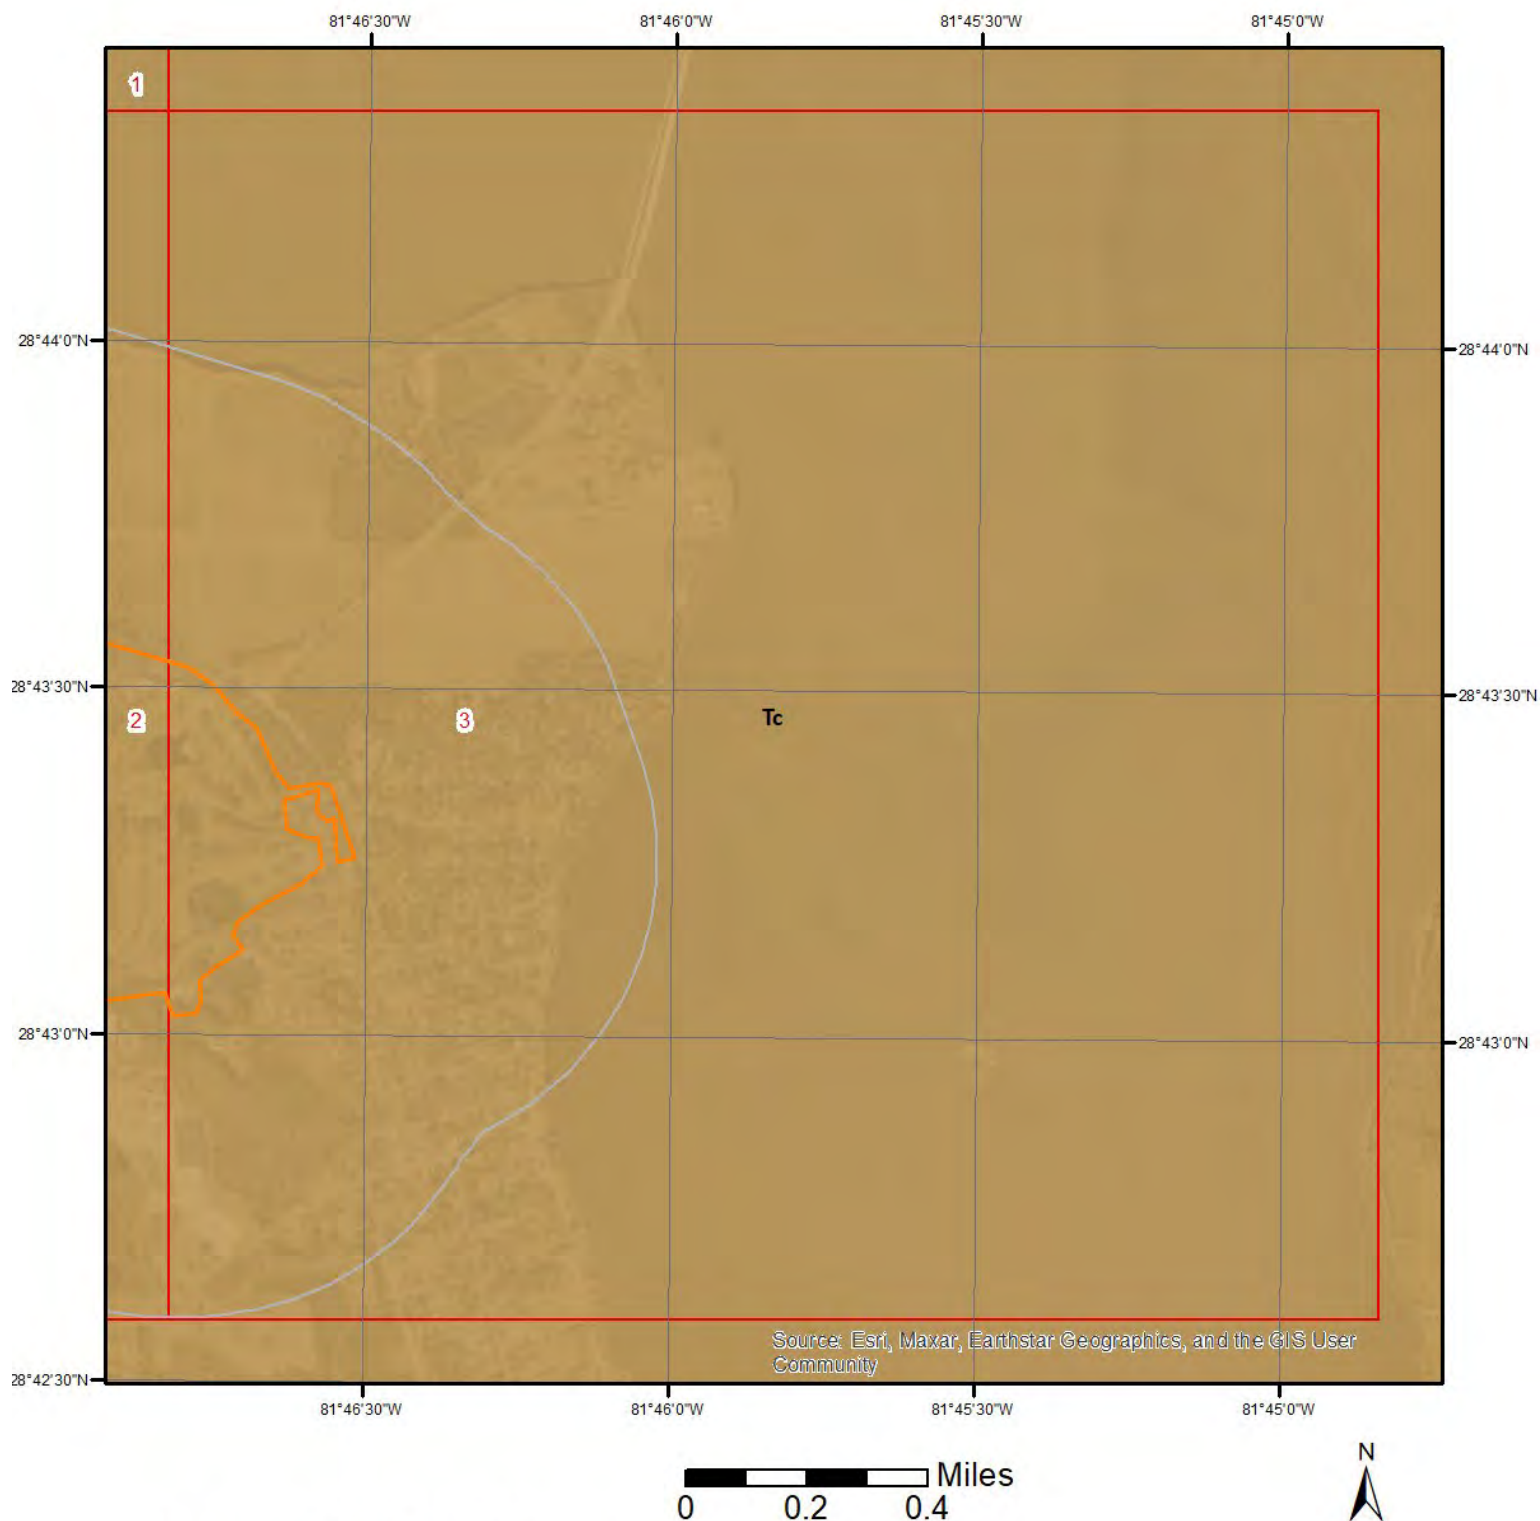 81°46'30"W 81°46'0"W 81°45'30"W 81°45'0"W
1
28°44'0"N 28°44'0"N
28°43'30"N 28°43'30"N
2 3 Tc
28°43'0"N 28°43'0"N
Source: Esri, Maxar, Earthstar Geographics, and the GIS User
Community
28°42'30"N
81°46'30"W 81°46'0"W 81°45'30"W 81°45'0"W
N
Miles
0 0.2 0.4